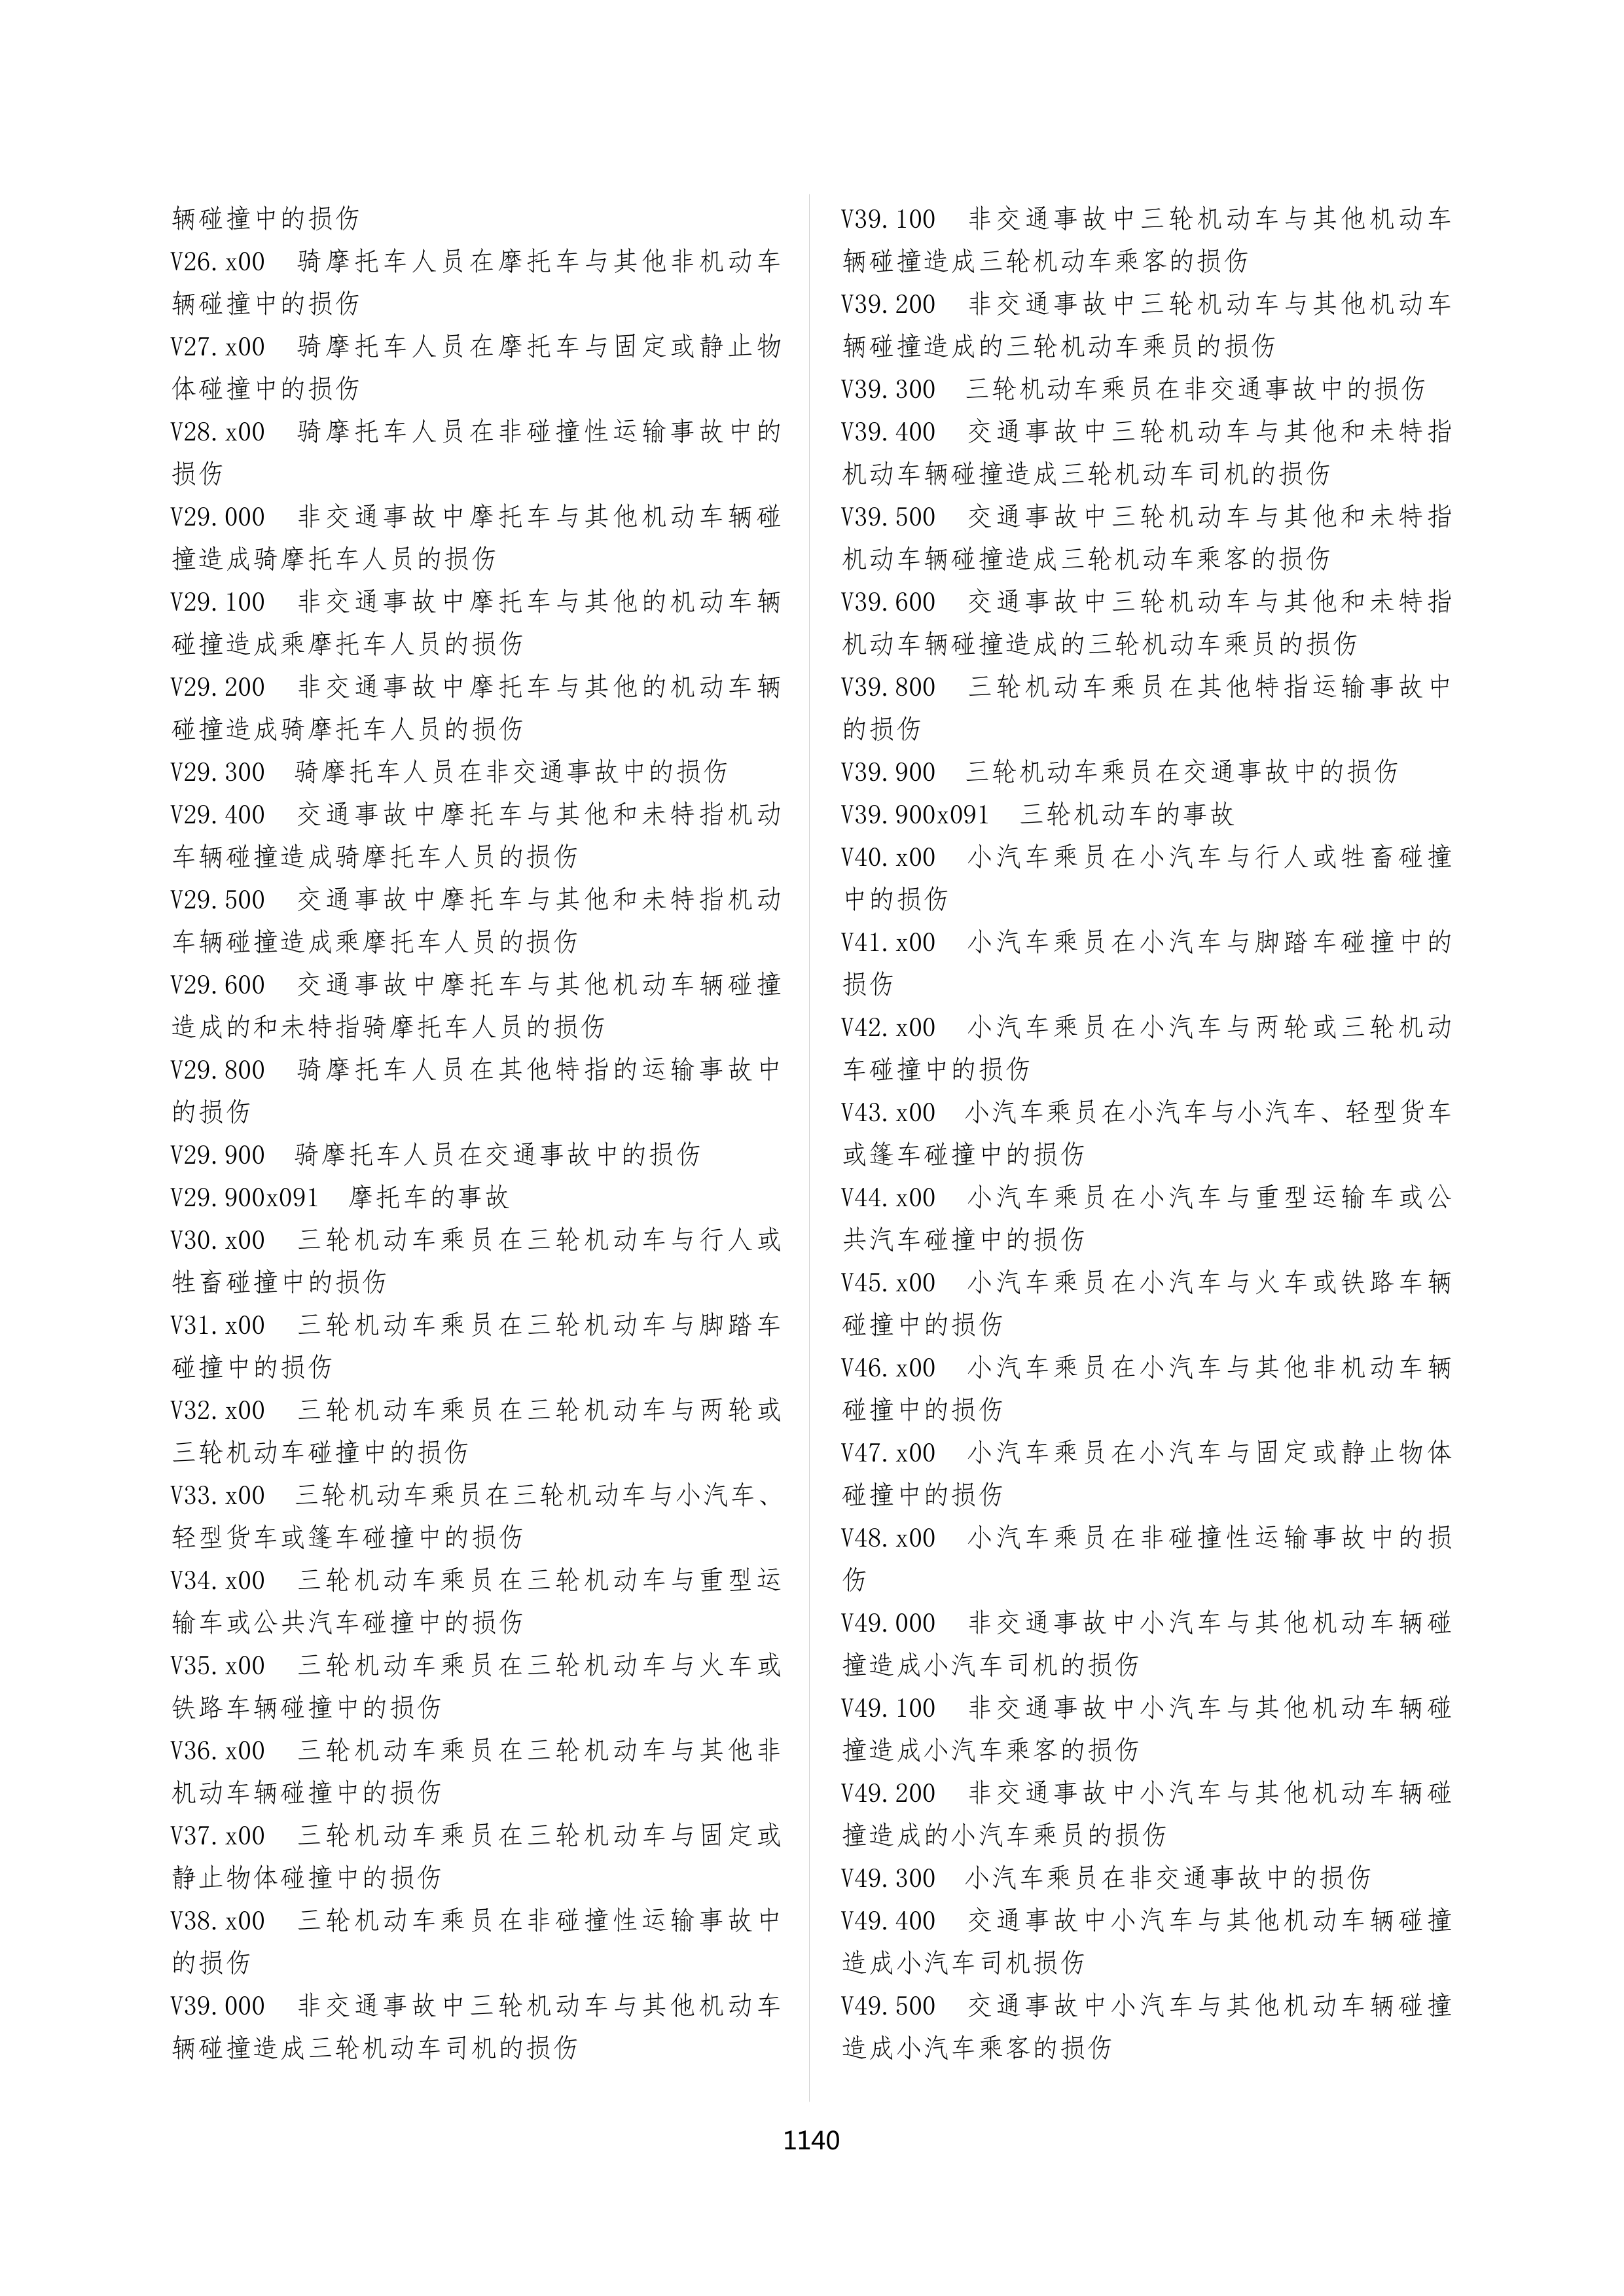 辆碰撞中的损伤
V26.x00 骑摩托车人员在摩托车与其他非机动车
辆碰撞中的损伤
V27.x00 骑摩托车人员在摩托车与固定或静止物
体碰撞中的损伤
V28.x00 骑摩托车人员在非碰撞性运输事故中的
损伤
V29.000 非交通事故中摩托车与其他机动车辆碰
撞造成骑摩托车人员的损伤
V29.100 非交通事故中摩托车与其他的机动车辆
碰撞造成乘摩托车人员的损伤
V29.200 非交通事故中摩托车与其他的机动车辆
碰撞造成骑摩托车人员的损伤
V29.300 骑摩托车人员在非交通事故中的损伤
V29.400 交通事故中摩托车与其他和未特指机动
车辆碰撞造成骑摩托车人员的损伤
V29.500 交通事故中摩托车与其他和未特指机动
车辆碰撞造成乘摩托车人员的损伤
V29.600 交通事故中摩托车与其他机动车辆碰撞
造成的和未特指骑摩托车人员的损伤
V29.800 骑摩托车人员在其他特指的运输事故中
的损伤
V29.900 骑摩托车人员在交通事故中的损伤
V29.900x091 摩托车的事故
V30.x00 三轮机动车乘员在三轮机动车与行人或
牲畜碰撞中的损伤
V31.x00 三轮机动车乘员在三轮机动车与脚踏车
碰撞中的损伤
V32.x00 三轮机动车乘员在三轮机动车与两轮或
三轮机动车碰撞中的损伤
V33.x00 三轮机动车乘员在三轮机动车与小汽车、
轻型货车或篷车碰撞中的损伤
V34.x00 三轮机动车乘员在三轮机动车与重型运
输车或公共汽车碰撞中的损伤
V35.x00 三轮机动车乘员在三轮机动车与火车或
铁路车辆碰撞中的损伤
V36.x00 三轮机动车乘员在三轮机动车与其他非
机动车辆碰撞中的损伤
V37.x00 三轮机动车乘员在三轮机动车与固定或
静止物体碰撞中的损伤
V38.x00 三轮机动车乘员在非碰撞性运输事故中
的损伤
V39.000 非交通事故中三轮机动车与其他机动车
辆碰撞造成三轮机动车司机的损伤
V39.100 非交通事故中三轮机动车与其他机动车
辆碰撞造成三轮机动车乘客的损伤
V39.200 非交通事故中三轮机动车与其他机动车
辆碰撞造成的三轮机动车乘员的损伤
V39.300 三轮机动车乘员在非交通事故中的损伤
V39.400 交通事故中三轮机动车与其他和未特指
机动车辆碰撞造成三轮机动车司机的损伤
V39.500 交通事故中三轮机动车与其他和未特指
机动车辆碰撞造成三轮机动车乘客的损伤
V39.600 交通事故中三轮机动车与其他和未特指
机动车辆碰撞造成的三轮机动车乘员的损伤
V39.800 三轮机动车乘员在其他特指运输事故中
的损伤
V39.900 三轮机动车乘员在交通事故中的损伤
V39.900x091 三轮机动车的事故
V40.x00 小汽车乘员在小汽车与行人或牲畜碰撞
中的损伤
V41.x00 小汽车乘员在小汽车与脚踏车碰撞中的
损伤
V42.x00 小汽车乘员在小汽车与两轮或三轮机动
车碰撞中的损伤
V43.x00 小汽车乘员在小汽车与小汽车、轻型货车
或篷车碰撞中的损伤
V44.x00 小汽车乘员在小汽车与重型运输车或公
共汽车碰撞中的损伤
V45.x00 小汽车乘员在小汽车与火车或铁路车辆
碰撞中的损伤
V46.x00 小汽车乘员在小汽车与其他非机动车辆
碰撞中的损伤
V47.x00 小汽车乘员在小汽车与固定或静止物体
碰撞中的损伤
V48.x00 小汽车乘员在非碰撞性运输事故中的损
伤
V49.000 非交通事故中小汽车与其他机动车辆碰
撞造成小汽车司机的损伤
V49.100 非交通事故中小汽车与其他机动车辆碰
撞造成小汽车乘客的损伤
V49.200 非交通事故中小汽车与其他机动车辆碰
撞造成的小汽车乘员的损伤
V49.300 小汽车乘员在非交通事故中的损伤
V49.400 交通事故中小汽车与其他机动车辆碰撞
造成小汽车司机损伤
V49.500 交通事故中小汽车与其他机动车辆碰撞
造成小汽车乘客的损伤
1140